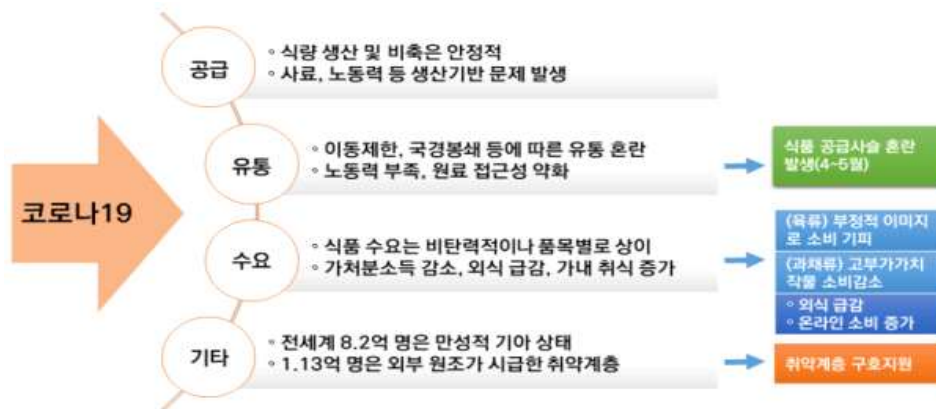 코로나19
공급
◦ 식량 생산 및 비축은 안정적
◦ 사료, 노동력 등 생산기반 문제 발생
유통
◦ 이동제한, 국경봉쇄 등에 따른 유통 혼란
◦ 노동력 부족, 원료 접근성 약화
식품 공급사슬 혼란
발생(4~5월)
수요
◦ 식품 수요는 비탄력적이나 품목별로 상이
◦ 가처분소득 감소, 외식 급감, 가내 취식 증가
(육류) 부정적 이미지
로 소비 기피
(과채류) 고부가가치
작물 소비감소
◦ 외식 급감
◦ 온라인 소비 증가
기타
◦ 전세계 8.2억 명은 만성적 기아 상태
◦ 1.13억 명은 외부 원조가 시급한 취약계층
취약계층 구호지원